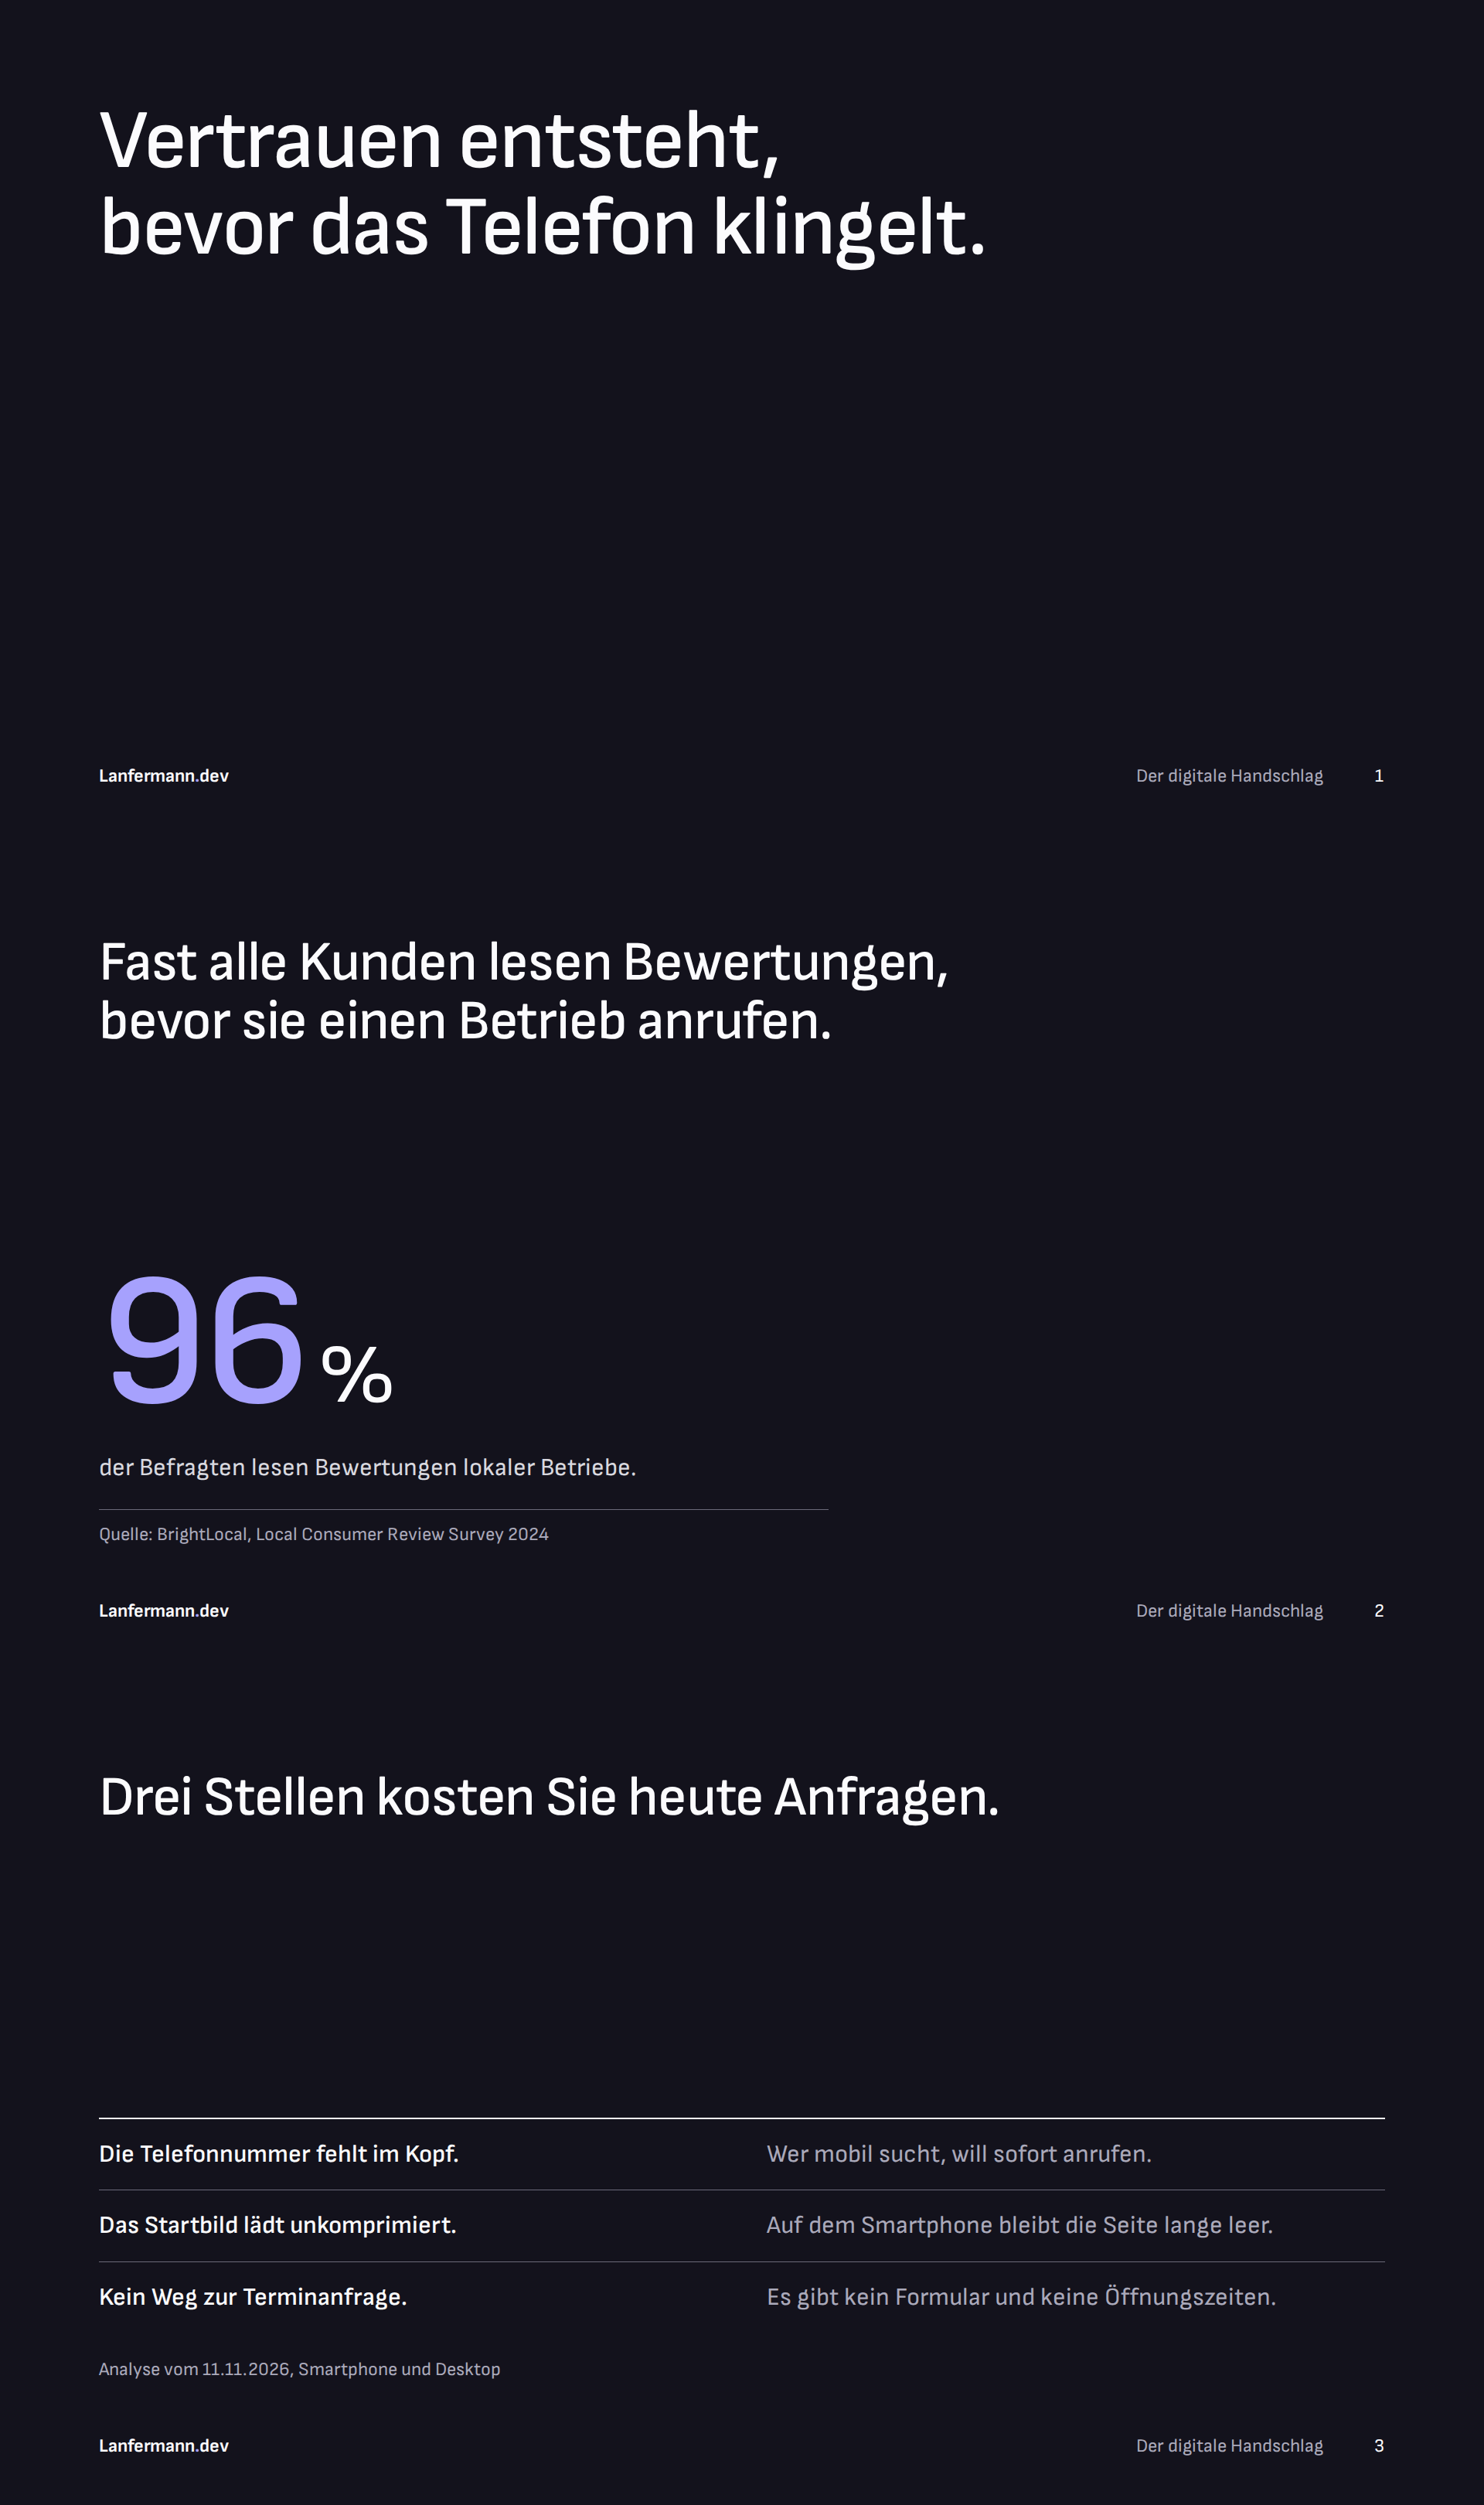 Vertrauen entsteht,
bevor das Telefon klingelt.
Lanfermann.dev
Der digitale Handschlag
1
Fast alle Kunden lesen Bewertungen,
bevor sie einen Betrieb anrufen.
96 %
der Befragten lesen Bewertungen lokaler Betriebe.
Quelle: BrightLocal, Local Consumer Review Survey 2024
Lanfermann.dev
Der digitale Handschlag
2
Drei Stellen kosten Sie heute Anfragen.
Die Telefonnummer fehlt im Kopf.
Wer mobil sucht, will sofort anrufen.
Das Startbild lädt unkomprimiert.
Auf dem Smartphone bleibt die Seite lange leer.
Kein Weg zur Terminanfrage.
Es gibt kein Formular und keine Öffnungszeiten.
Analyse vom 11.11.2026, Smartphone und Desktop
Lanfermann.dev
Der digitale Handschlag
3